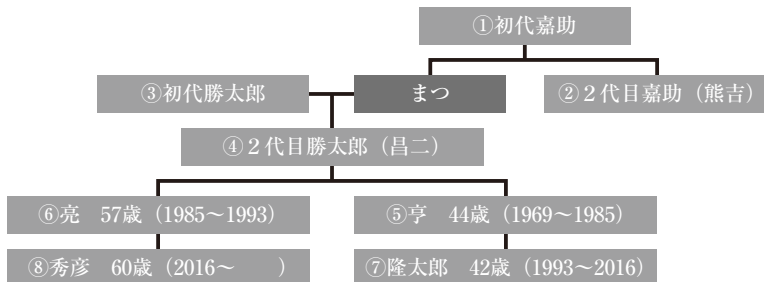 ①初代嘉助
③初代勝太郎
まつ
②２代目嘉助（熊吉）
④２代目勝太郎（昌二）
⑥亮　57歳（1985～1993）
⑤亨　44歳（1969～1985）
⑧秀彦　60歳（2016～　　）
⑦隆太郎　42歳（1993～2016）